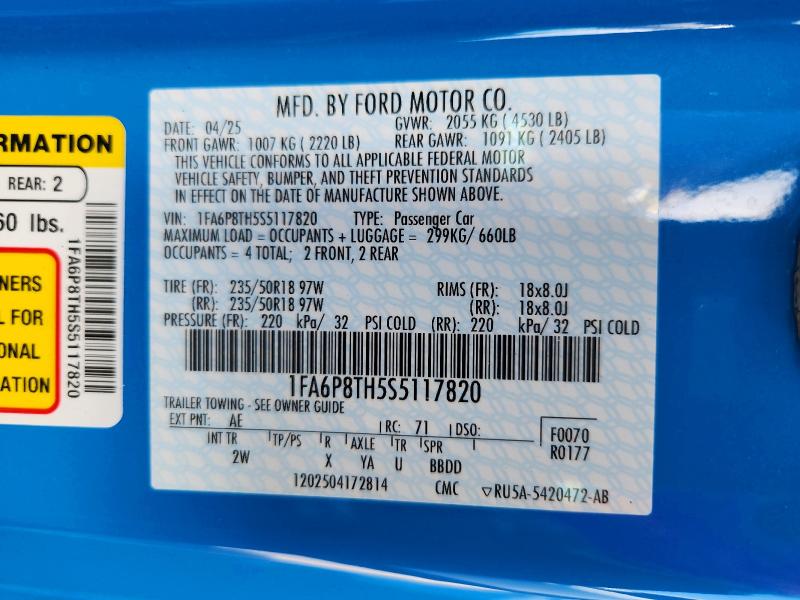 RMATION
REAR: 2
60 lbs.
NERS
L FOR
ONAL
ATION
1FA6P8TH5S5117820
MFD. BY FORD MOTOR CO.
DATE: 04/25 GVWR: 2055 KG ( 4530 LB)
FRONT GAWR: 1007 KG ( 2220 LB) REAR GAWR: 1091 KG ( 2405 LB)
THIS VEHICLE CONFORMS TO ALL APPLICABLE FEDERAL MOTOR
VEHICLE SAFETY, BUMPER, AND THEFT PREVENTION STANDARDS
IN EFFECT ON THE DATE OF MANUFACTURE SHOWN ABOVE.
VIN: 1FA6P8TH5S5117820 TYPE: Passenger Car
MAXIMUM LOAD = OCCUPANTS + LUGGAGE = 299KG/ 660LB
OCCUPANTS = 4 TOTAL; 2 FRONT, 2 REAR
TIRE (FR): 235/50R18 97W RIMS (FR): 18x8.0J
(RR): 235/50R18 97W (RR): 18x8.0J
PRESSURE (FR): 220 kPa/ 32 PSI COLD (RR): 220 kPa/ 32 PSI COLD
1FA6P8TH5S5117820
TRAILER TOWING - SEE OWNER GUIDE
EXT PNT: AE RC: 71 DSO: F0070
INT TR TP/PS R AXLE TR SPR R0177
2W X YA U BBDD
1202504172814 CMC ▽RU5A-5420472-AB